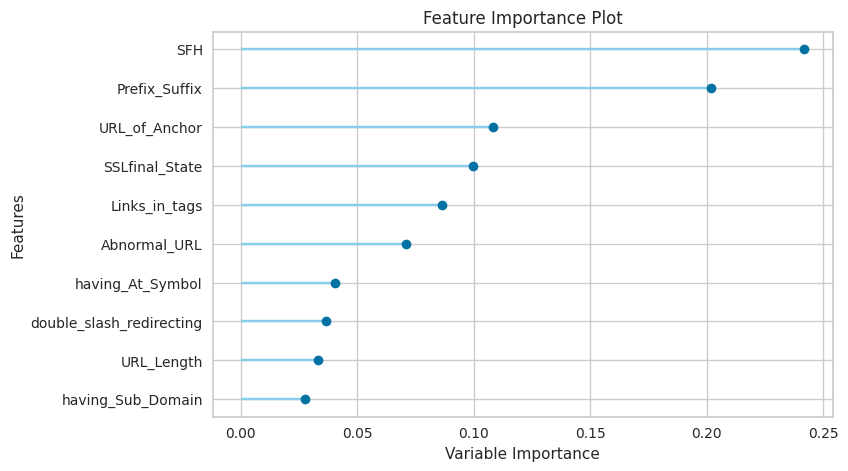 Feature Importance Plot
SFH
Prefix_Suffix
URL_of_Anchor
SSLfinal_State
Links_in_tags
Abnormal_URL
having_At_Symbol
double_slash_redirecting
URL_Length
having_Sub_Domain
Features
0.00 0.05 0.10 0.15 0.20 0.25
Variable Importance